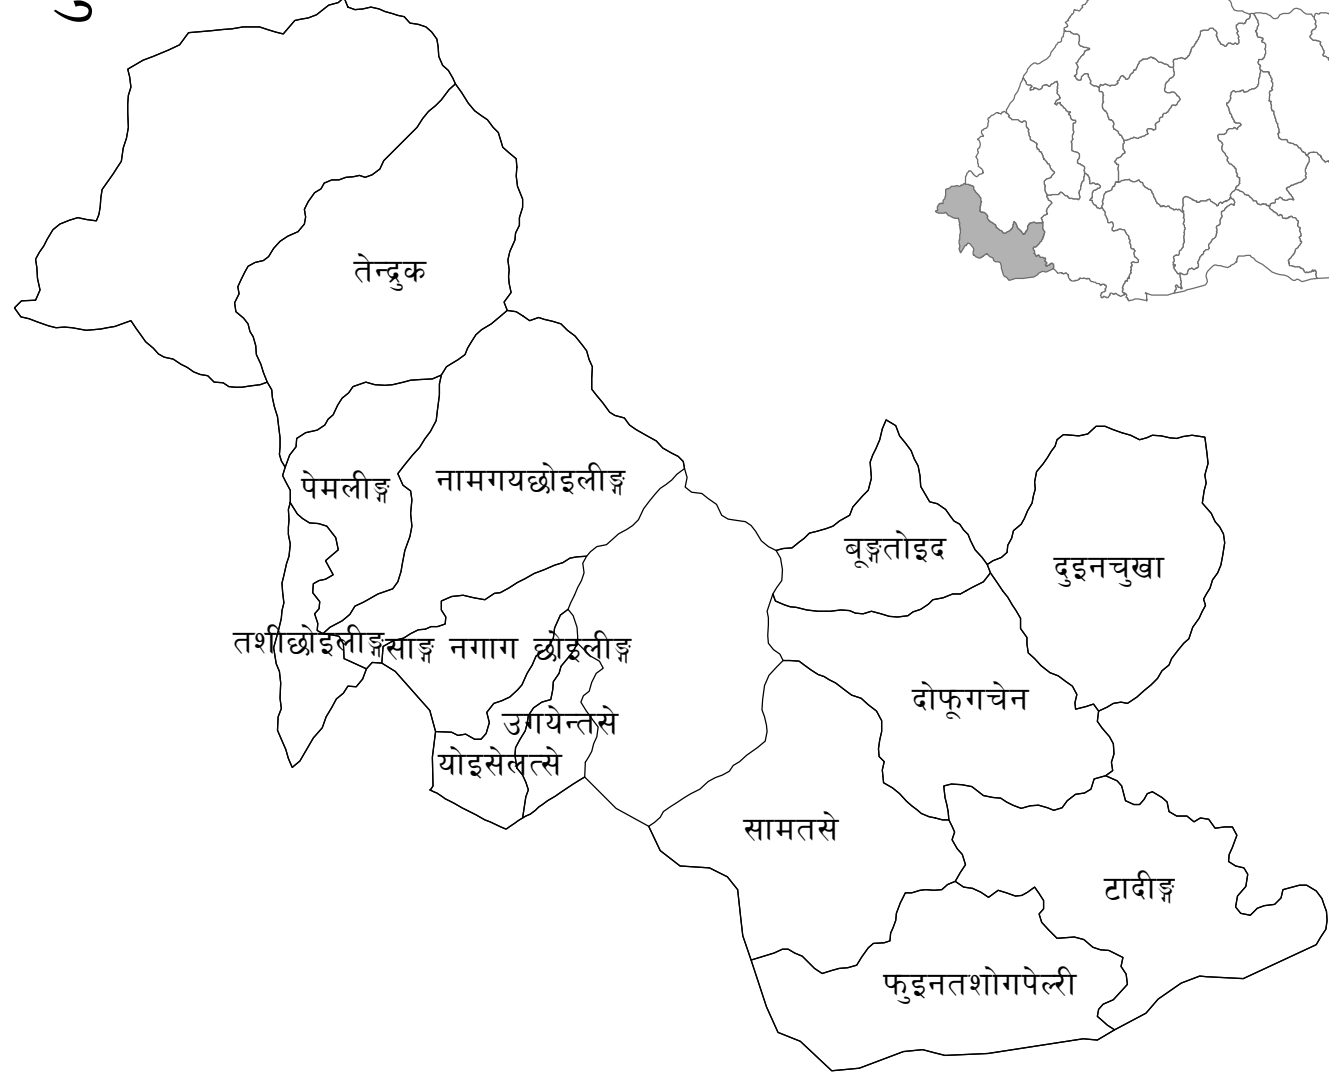 तेन्द्रुक
पेमलीङ्ग
नामगयछोइलीङ्ग
बूङ्गतोइद
दुइनचुखा
तशीछोइलीङ्ग
साङ्ग नगाग छोइलीङ्ग
दोफूगचेन
उगयेन्तसे
योइसेलत्से
सामतसे
टादीङ्ग
फुइनतशोगपेल्री